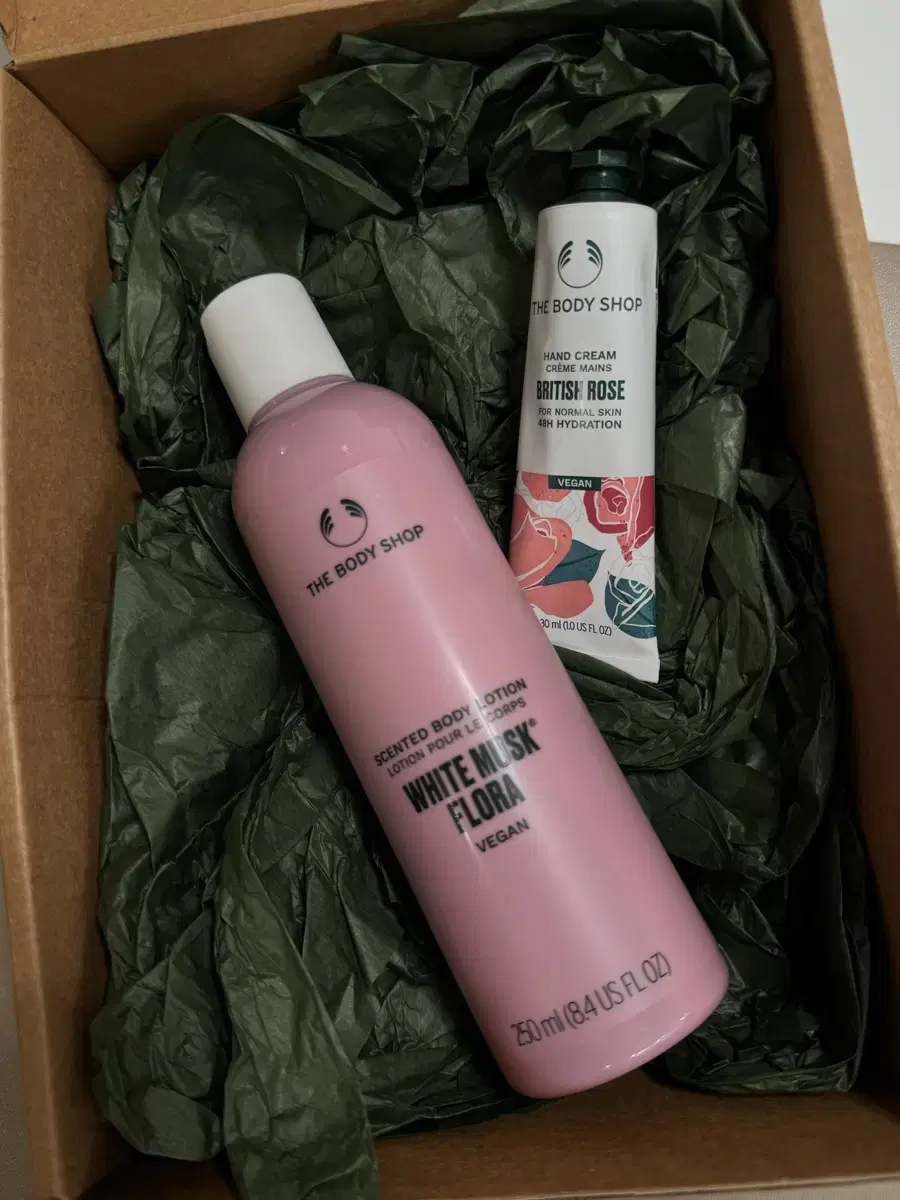 THE BODY SHOP
SCENTED BODY LOTION
LOTION POUR LE CORPS
WHITE MUSK®
FLORA
VEGAN
250 ml (8.4 US FL OZ)
THE BODY SHOP
HAND CREAM
CRÈME MAINS
BRITISH ROSE
FOR NORMAL SKIN
48H HYDRATION
VEGAN
30 ml (1.0 US FL OZ)